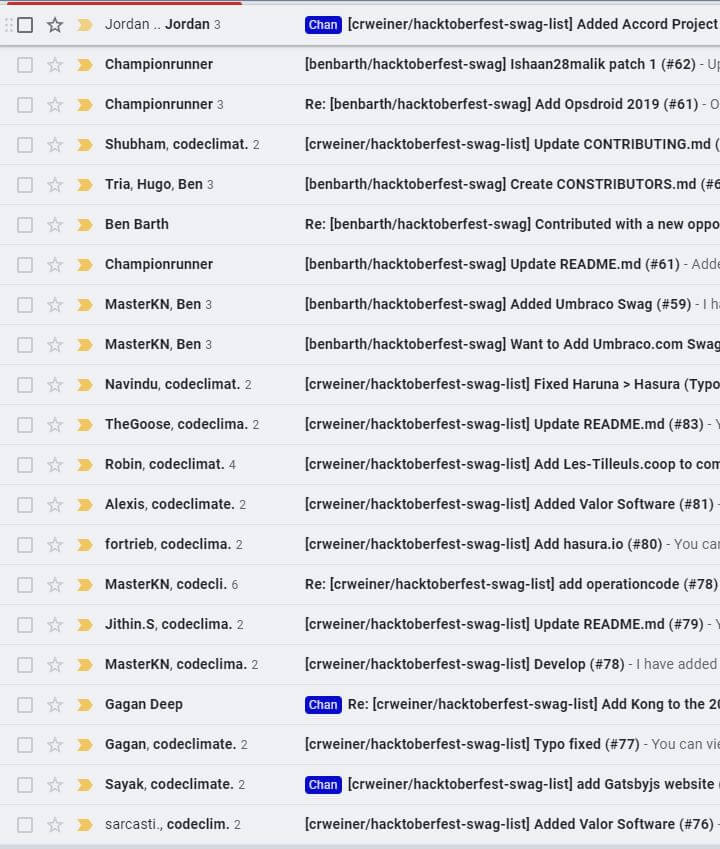 Jordan .. Jordan 3 Chan [crweiner/hacktoberfest-swag-list] Added Accord Project
Championrunner [benbarth/hacktoberfest-swag] Ishaan28malik patch 1 (#62) - Up
Championrunner 3 Re: [benbarth/hacktoberfest-swag] Add Opsdroid 2019 (#61) - O
Shubham, codeclimat. 2 [crweiner/hacktoberfest-swag-list] Update CONTRIBUTING.md (
Tria, Hugo, Ben 3 [benbarth/hacktoberfest-swag] Create CONSTRIBUTORS.md (#6
Ben Barth Re: [benbarth/hacktoberfest-swag] Contributed with a new oppo
Championrunner [benbarth/hacktoberfest-swag] Update README.md (#61) - Adde
MasterKN, Ben 3 [benbarth/hacktoberfest-swag] Added Umbraco Swag (#59) - I ha
MasterKN, Ben 3 [benbarth/hacktoberfest-swag] Want to Add Umbraco.com Swag
Navindu, codeclimat. 2 [crweiner/hacktoberfest-swag-list] Fixed Haruna > Hasura (Typo
TheGoose, codeclima. 2 [crweiner/hacktoberfest-swag-list] Update README.md (#83) - Y
Robin, codeclimat. 4 [crweiner/hacktoberfest-swag-list] Add Les-Tilleuls.coop to com
Alexis, codeclimate. 2 [crweiner/hacktoberfest-swag-list] Added Valor Software (#81) -
fortrieb, codeclima. 2 [crweiner/hacktoberfest-swag-list] Add hasura.io (#80) - You can
MasterKN, codecli. 6 Re: [crweiner/hacktoberfest-swag-list] add operationcode (#78)
Jithin.S, codeclima. 2 [crweiner/hacktoberfest-swag-list] Update README.md (#79) - Y
MasterKN, codeclima. 2 [crweiner/hacktoberfest-swag-list] Develop (#78) - I have added
Gagan Deep Chan Re: [crweiner/hacktoberfest-swag-list] Add Kong to the 20
Gagan, codeclimate. 2 [crweiner/hacktoberfest-swag-list] Typo fixed (#77) - You can vie
Sayak, codeclimate. 2 Chan [crweiner/hacktoberfest-swag-list] add Gatsbyjs website (
sarcasti., codeclim. 2 [crweiner/hacktoberfest-swag-list] Added Valor Software (#76) -